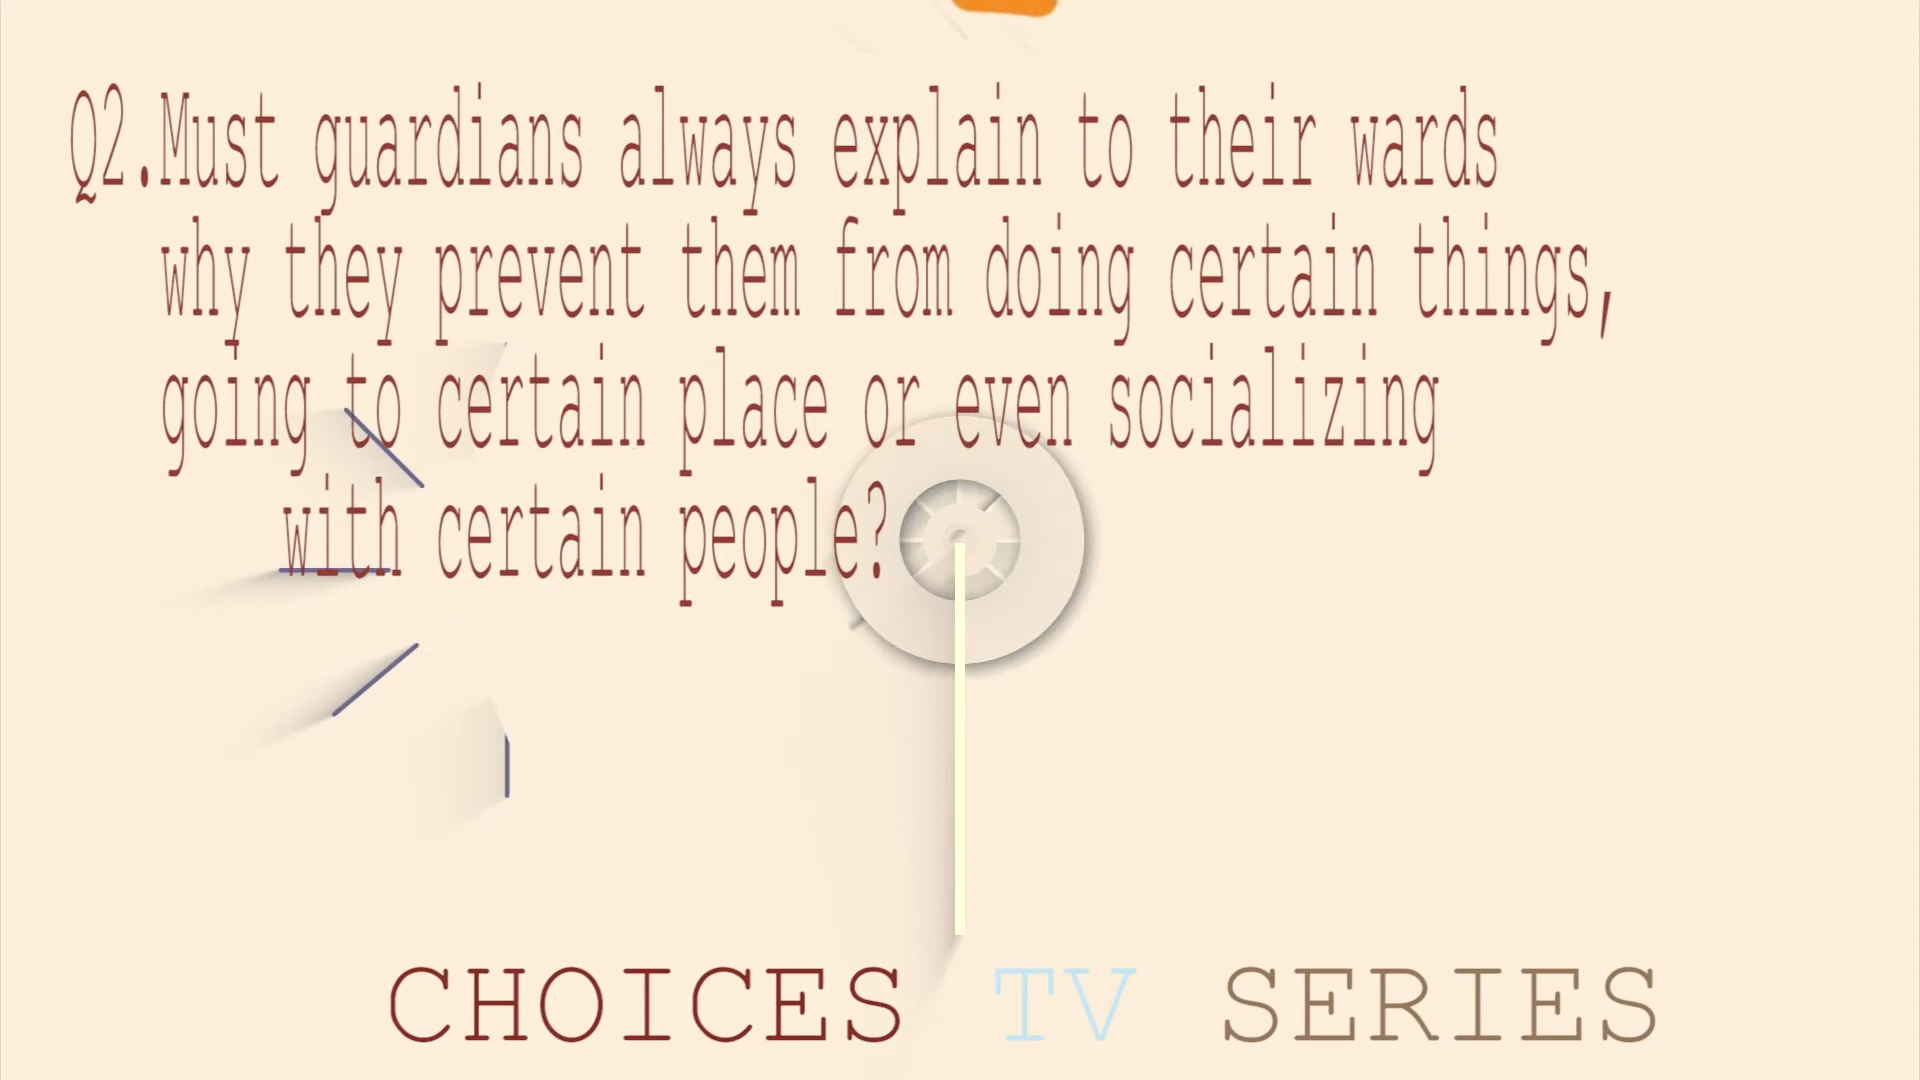 Q2.Must guardians always explain to their wards
why they prevent them from doing certain things,
going to certain place or even socializing
with certain people?
CHOICES TV SERIES